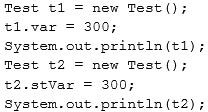 Test t1 = new Test();
t1.var = 300;
System.out.println(t1);
Test t2 = new Test();
t2.stVar = 300;
System.out.println(t2);